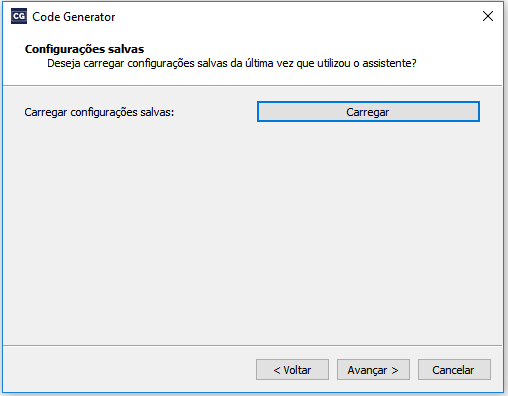 CG Code Generator
Configurações salvas
Deseja carregar configurações salvas da última vez que utilizou o assistente?
Carregar configurações salvas: Carregar
< Voltar Avançar > Cancelar